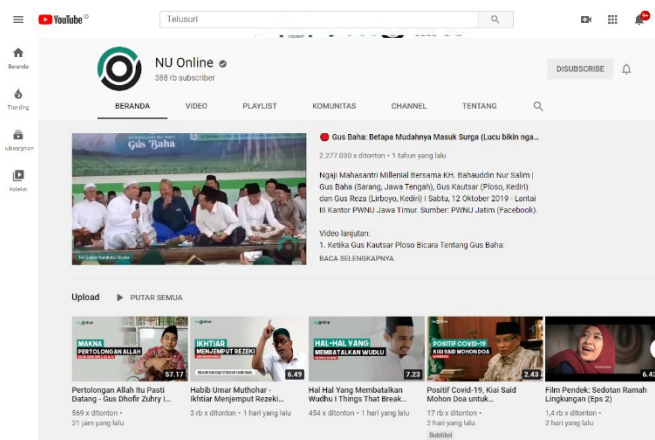 YouTube ID
Telusuri
9+
Beranda
Trending
Subscription
Koleksi
NU Online
388 rb subscriber
DISUBSCRIBE
BERANDA VIDEO PLAYLIST KOMUNITAS CHANNEL TENTANG
Gus Baha
Gus Baha: Betapa Mudahnya Masuk Surga (Lucu bikin nga...
2.277.030 x ditonton • 1 tahun yang lalu
Ngaji Mahasantri Millenial Bersama KH. Bahauddin Nur Salim |
Gus Baha (Sarang, Jawa Tengah), Gus Kautsar (Ploso, Kediri)
dan Gus Reza (Lirboyo, Kediri) I Sabtu, 12 Oktober 2019 - Lantai
III Kantor PWNU Jawa Timur. Sumber: PWNU Jatim (Facebook).
Video lanjutan:
1. Ketika Gus Kautsar Ploso Bicara Tentang Gus Baha:
BACA SELENGKAPNYA
Upload PUTAR SEMUA
MAKNA
PERTOLONGAN ALLAH
57.17
IKHTIAR
MENJEMPUT REZEKI
6.49
HAL-HAL YANG
MEMBATALKAN WUDLU
7.23
POSITIF COVID-19
KIAI SAID MOHON DOA
2.43
6.43
Pertolongan Allah Itu Pasti
Datang - Gus Dhofir Zuhry I...
569 x ditonton •
21 jam yang lalu
Habib Umar Muthohar -
Ikhtiar Menjemput Rezeki...
3 rb x ditonton • 1 hari yang lalu
Hal Hal Yang Membatalkan
Wudhu I Things That Break...
454 x ditonton • 1 hari yang lalu
Positif Covid-19, Kiai Said
Mohon Doa untuk...
17 rb x ditonton •
2 hari yang lalu
Subtitel
Film Pendek: Sedotan Ramah
Lingkungan (Eps 2)
1,4 rb x ditonton •
2 hari yang lalu